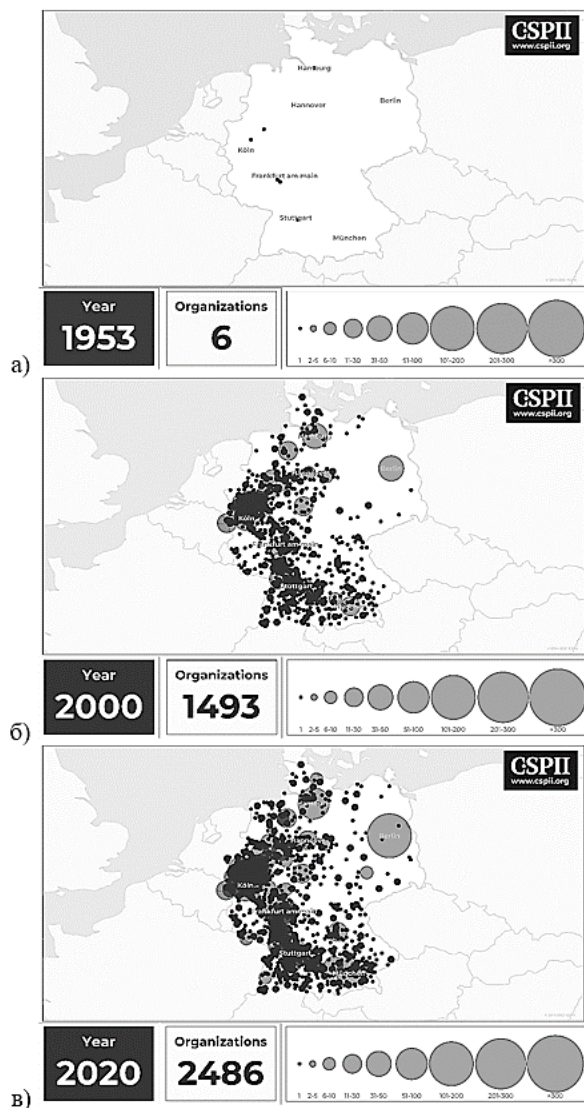 CSPII
www.cspii.org
Hamburg
Hannover
Berlin
Köln
Frankfurt am main
Stuttgart
München
Year
1953
Organizations
6
1 2-5 6-10 11-30 31-50 51-100 101-200 201-300 +300
а)
CSPII
www.cspii.org
Berlin
Köln
Frankfurt am main
Stuttgart
Year
2000
Organizations
1493
1 2-5 6-10 11-30 31-50 51-100 101-200 201-300 +300
б)
CSPII
www.cspii.org
Berlin
Hannover
Köln
Frankfurt am main
Stuttgart
München
Year
2020
Organizations
2486
1 2-5 6-10 11-30 31-50 51-100 101-200 201-300 +300
в)